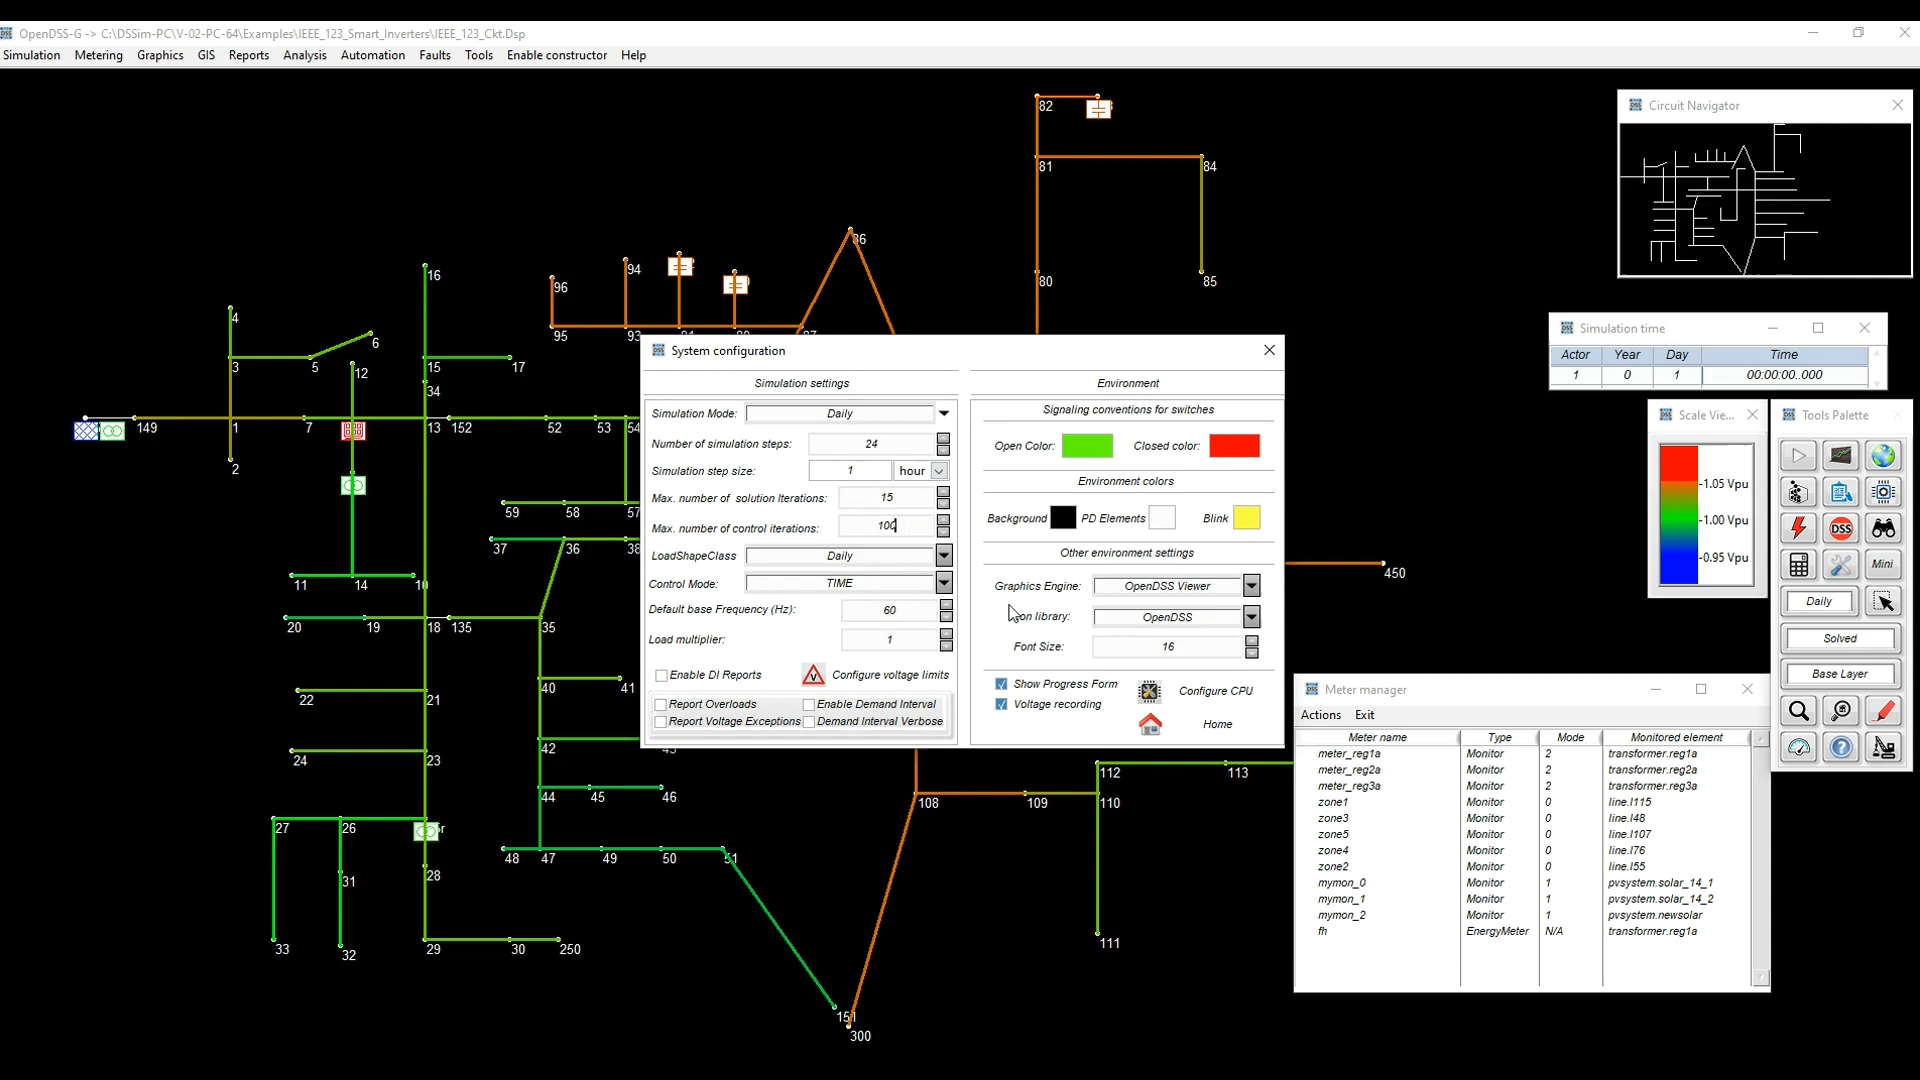 OpenDSS-G -> C:\DSSim-PC\V-02-PC-64\Examples\IEEE_123_Smart_Inverters\IEEE_123_Ckt.Dsp
Simulation Metering Graphics GIS Reports Analysis Automation Faults Tools Enable constructor Help
Circuit Navigator
82
81
84
80
85
86
16
94
96
95
93
4
3
5
6
12
15
17
34
149
1
7
13
152
52
53
54
2
59
58
57
37
36
38
11
14
10
20
19
18
135
35
22
21
40
41
24
23
42
44
45
46
27
26
48
47
49
50
51
31
28
33
32
29
30
250
151
300
108
109
110
112
113
111
450
System configuration
Simulation settings
Simulation Mode: Daily
Number of simulation steps: 24
Simulation step size: 1 hour
Max. number of solution Iterations: 15
Max. number of control iterations: 100
LoadShapeClass Daily
Control Mode: TIME
Default base Frequency (Hz): 60
Load multiplier: 1
Enable DI Reports
V
Configure voltage limits
Report Overloads Enable Demand Interval
Report Voltage Exceptions Demand Interval Verbose
Environment
Signaling conventions for switches
Open Color: Closed color:
Environment colors
Background PD Elements Blink
Other environment settings
Graphics Engine: OpenDSS Viewer
on library: OpenDSS
Font Size: 16
Show Progress Form Configure CPU
Voltage recording
Home
Simulation time
Actor Year Day Time
1 0 1 00:00:00..000
Scale Vie...
-1.05 Vpu
-1.00 Vpu
-0.95 Vpu
Tools Palette
DSS
Mini
Daily
Solved
Base Layer
Meter manager
Actions Exit
Meter name Type Mode Monitored element
meter_reg1a Monitor 2 transformer.reg1a
meter_reg2a Monitor 2 transformer.reg2a
meter_reg3a Monitor 2 transformer.reg3a
zone1 Monitor 0 line.l115
zone3 Monitor 0 line.l48
zone5 Monitor 0 line.l107
zone4 Monitor 0 line.l76
zone2 Monitor 0 line.l55
mymon_0 Monitor 1 pvsystem.solar_14_1
mymon_1 Monitor 1 pvsystem.solar_14_2
mymon_2 Monitor 1 pvsystem.newsolar
fh EnergyMeter N/A transformer.reg1a